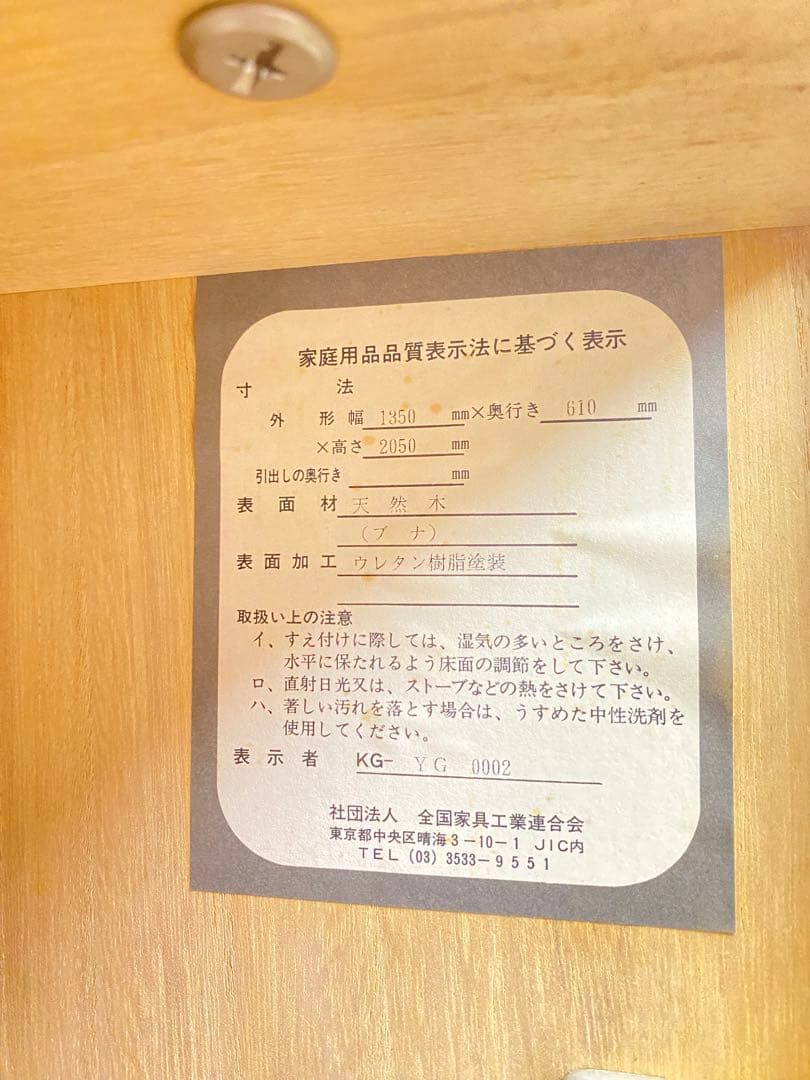 家庭用品品質表示法に基づく表示
寸法
外形幅 1350 mm×奥行き 610 mm
×高さ 2050 mm
引出しの奥行き mm
表面材 天然木
(ブナ)
表面加工 ウレタン樹脂塗装
取扱い上の注意
イ、すえ付けに際しては、湿気の多いところをさけ、
水平に保たれるよう床面の調節をして下さい。
ロ、直射日光又は、ストーブなどの熱をさけて下さい。
ハ、著しい汚れを落とす場合は、うすめた中性洗剤を
使用してください。
表示者 KG- YG 0002
社団法人 全国家具工業連合会
東京都中央区晴海3-10-1 JIC内
TEL (03) 3533-9551